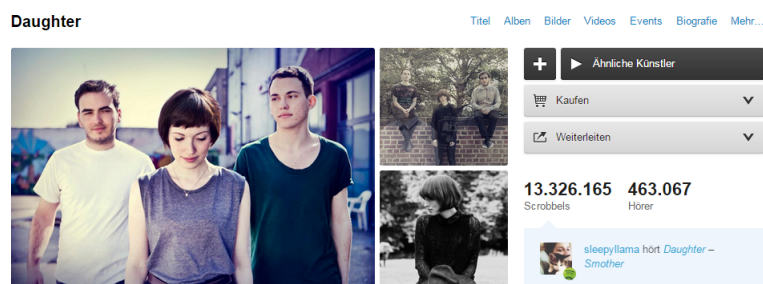 Daughter
Titel Alben Bilder Videos Events Biografie Mehr...
Ähnliche Künstler
Kaufen
Weiterleiten
13.326.165 463.067
Scrobbels Hörer
sleepyllama hört Daughter –
Smother